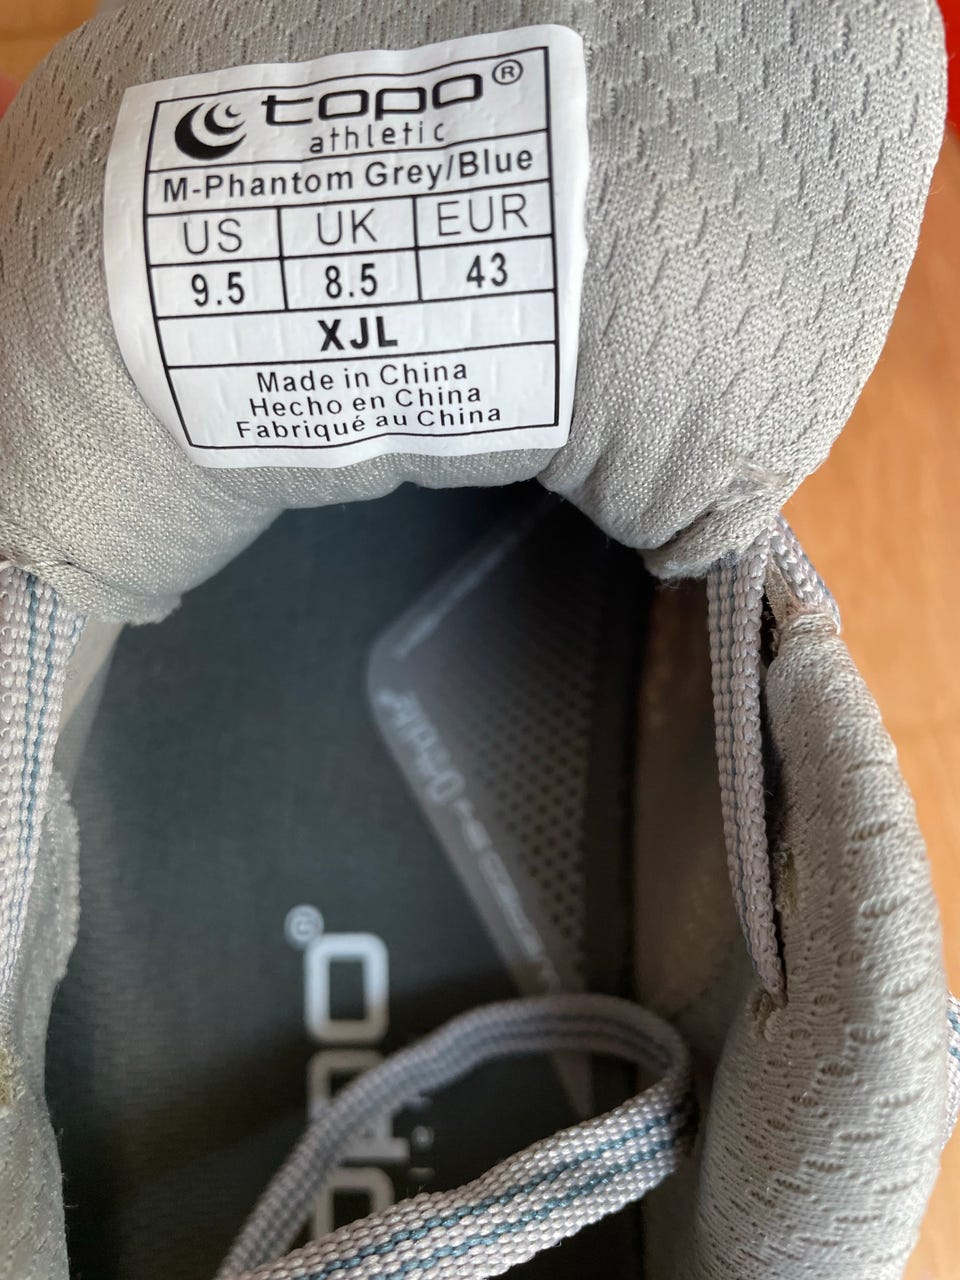 topo®
athletic
M-Phantom Grey/Blue
US UK EUR
9.5 8.5 43
XJL
Made in China
Hecho en China
Fabriqué au China